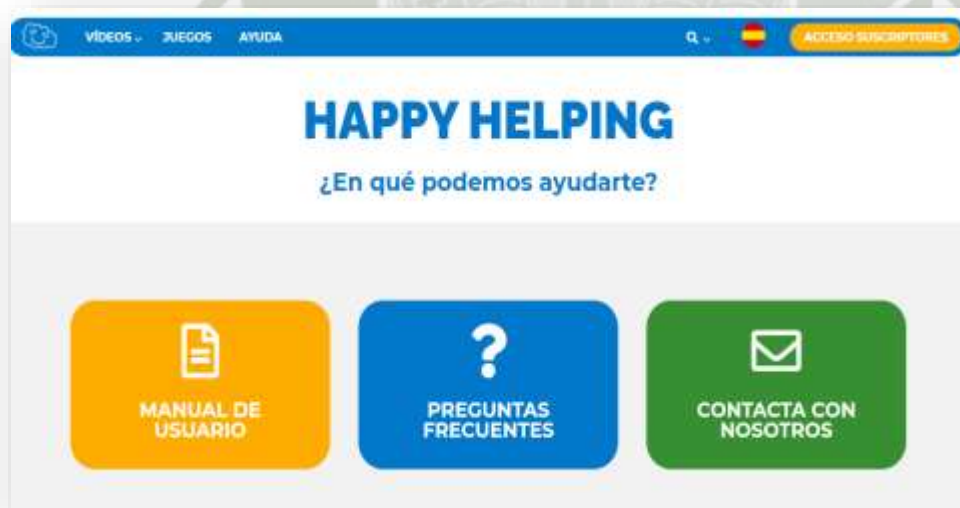 VÍDEOS JUEGOS AYUDA ACCESO SUSCRIPTORES
HAPPY HELPING
¿En qué podemos ayudarte?
MANUAL DE
USUARIO
PREGUNTAS
FRECUENTES
CONTACTA CON
NOSOTROS